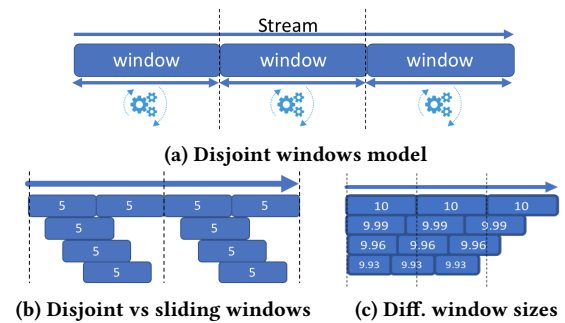 Stream
window window window
(a) Disjoint windows model
5 5 5 5
5 5
5 5
5 5
(b) Disjoint vs sliding windows
10 10 10
9.99 9.99 9.99
9.96 9.96 9.96
9.93 9.93 9.93
(c) Diff. window sizes